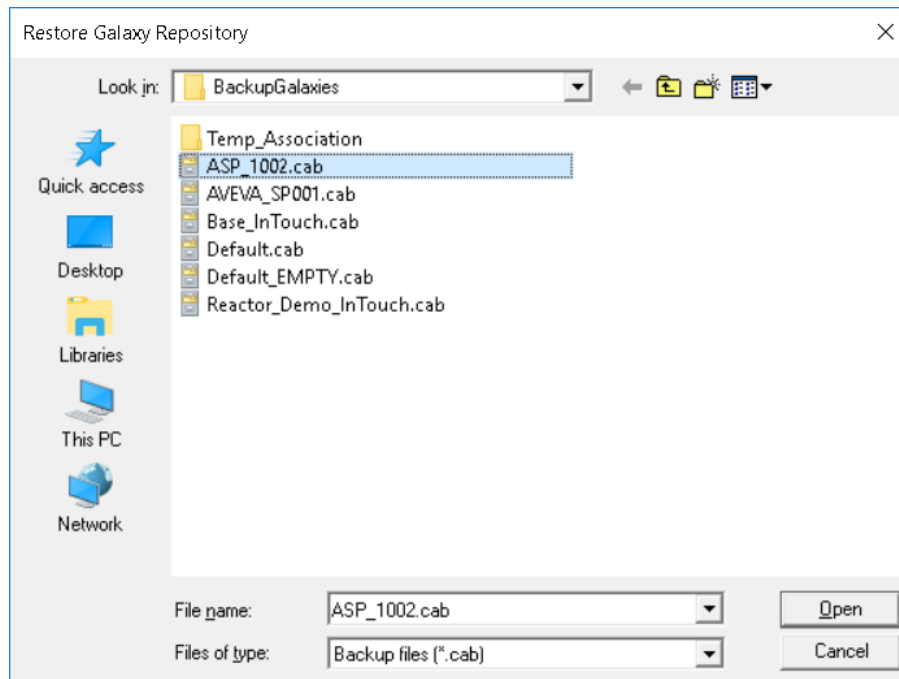 Restore Galaxy Repository
Look in: BackupGalaxies
Quick access
Desktop
Libraries
This PC
Network
Temp_Association
ASP_1002.cab
AVEVA_SP001.cab
Base_InTouch.cab
Default.cab
Default_EMPTY.cab
Reactor_Demo_InTouch.cab
File name: ASP_1002.cab Open
Files of type: Backup files (*.cab) Cancel